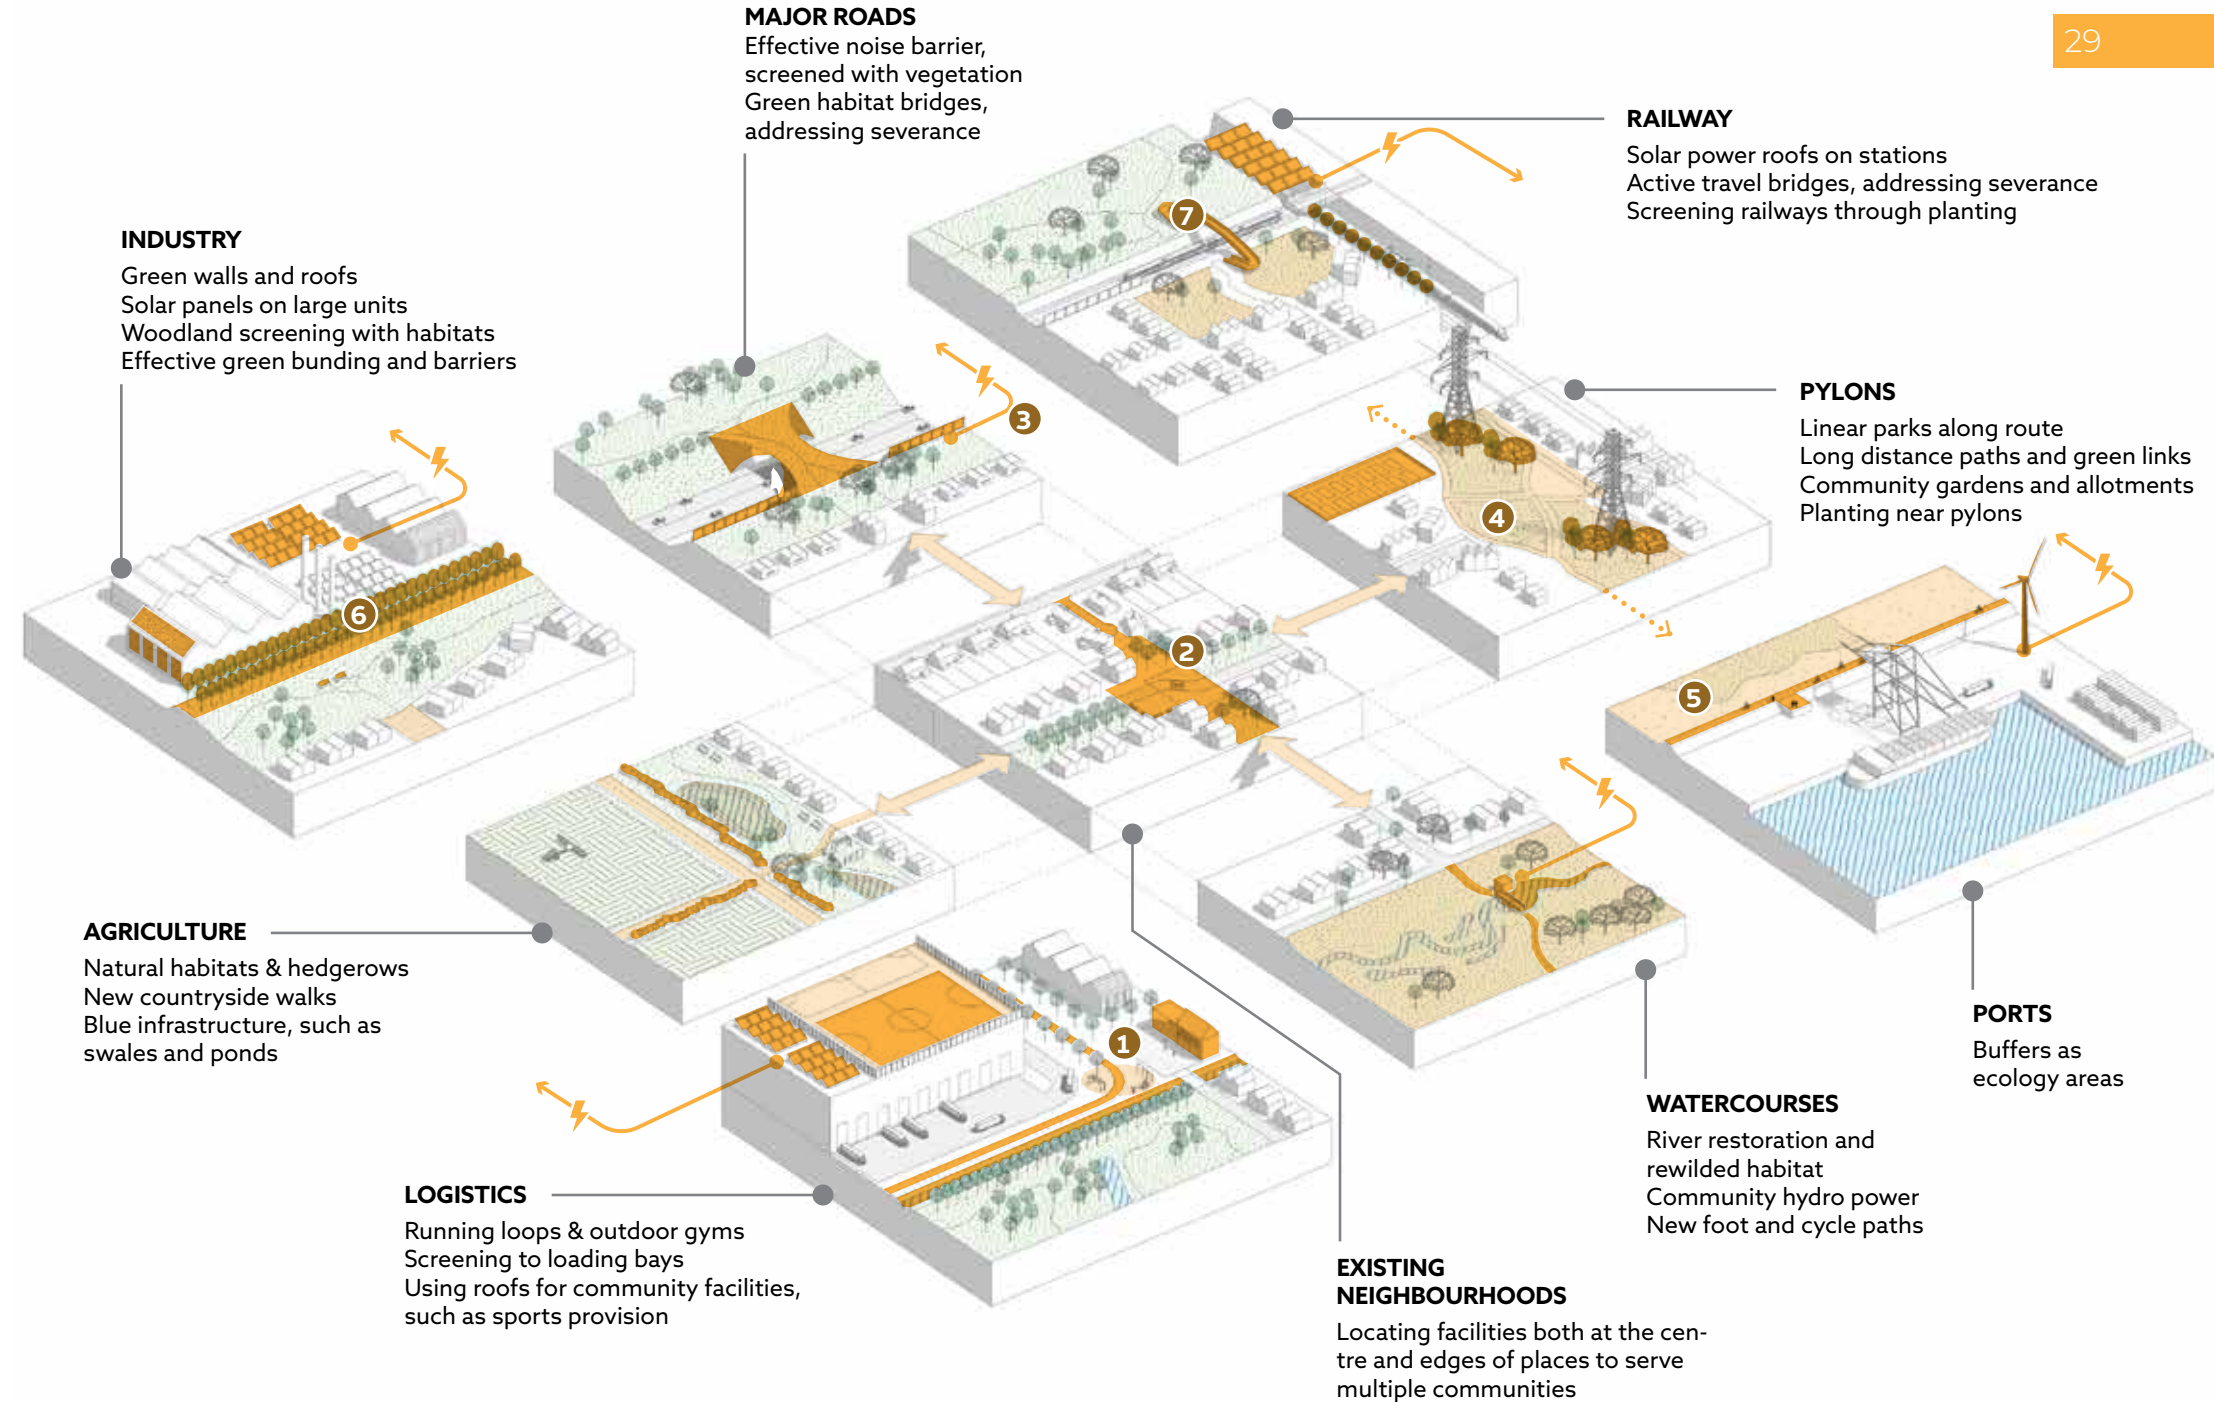 29
MAJOR ROADS
Effective noise barrier,
screened with vegetation
Green habitat bridges,
addressing severance
RAILWAY
Solar power roofs on stations
Active travel bridges, addressing severance
Screening railways through planting
INDUSTRY
Green walls and roofs
Solar panels on large units
Woodland screening with habitats
Effective green bunding and barriers
PYLONS
Linear parks along route
Long distance paths and green links
Community gardens and allotments
Planting near pylons
7
3
4
6
2
5
1
AGRICULTURE
Natural habitats & hedgerows
New countryside walks
Blue infrastructure, such as
swales and ponds
PORTS
Buffers as
ecology areas
WATERCOURSES
River restoration and
rewilded habitat
Community hydro power
New foot and cycle paths
LOGISTICS
Running loops & outdoor gyms
Screening to loading bays
Using roofs for community facilities,
such as sports provision
EXISTING
NEIGHBOURHOODS
Locating facilities both at the cen-
tre and edges of places to serve
multiple communities